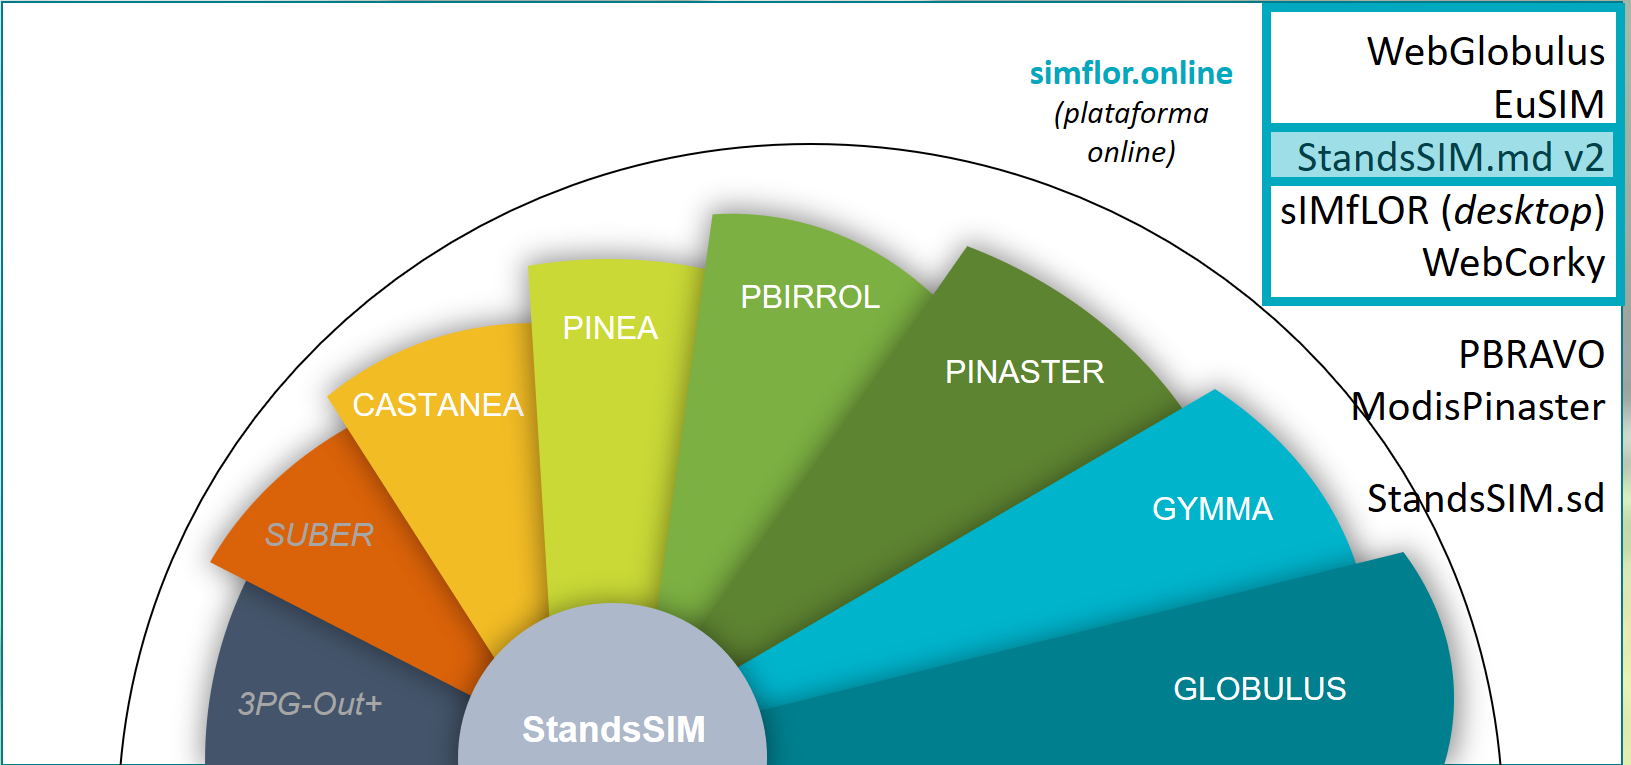 simflor.online
(plataforma
online)
WebGlobulus
EuSIM
StandsSIM.md v2
sIMfLOR (desktop)
WebCorky
PBRAVO
ModisPinaster
StandsSIM.sd
PBIRROL
PINEA
PINASTER
CASTANEA
GYMMA
SUBER
GLOBULUS
3PG-Out+
StandsSIM